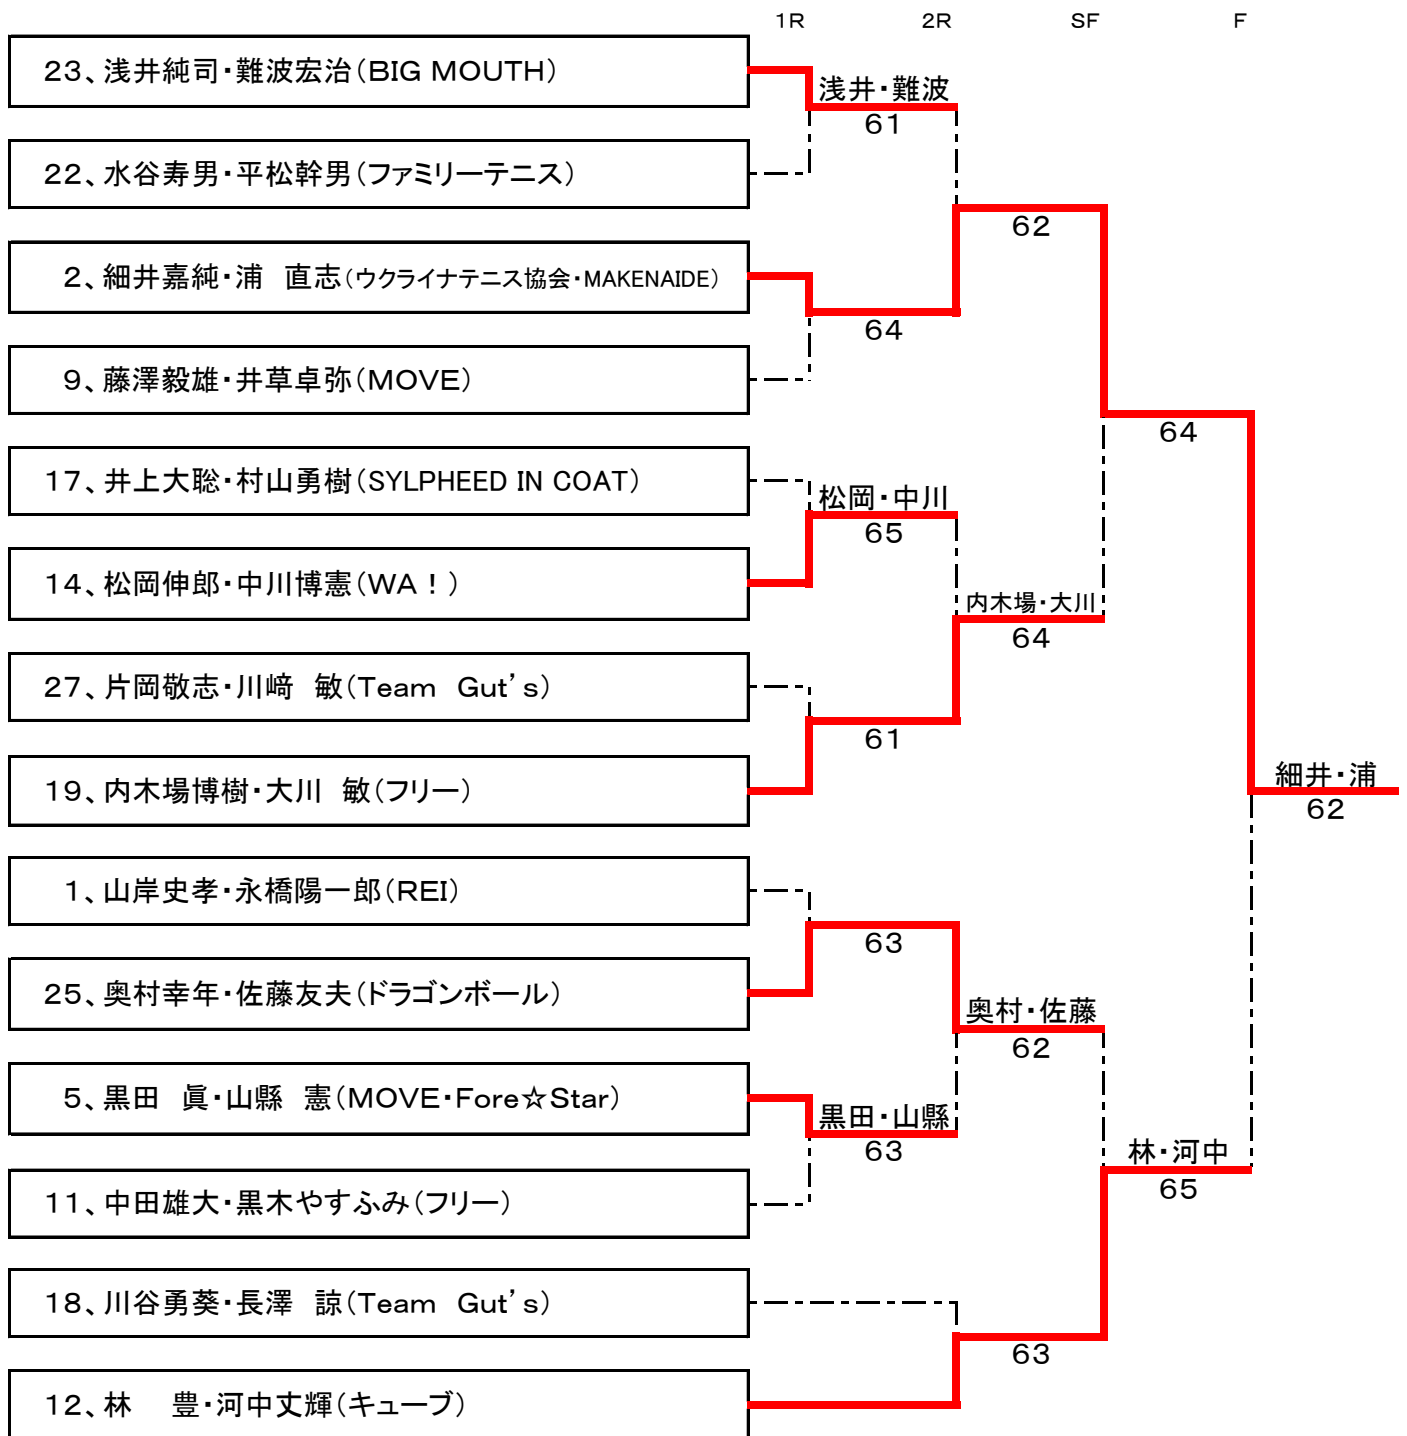 1R 2R SF F
23、浅井純司・難波宏治(BIG MOUTH)
浅井・難波
61
22、水谷寿男・平松幹男(ファミリーテニス)
62
2、細井嘉純・浦 直志(ウクライナテニス協会・MAKENAIDE)
64
9、藤澤毅雄・井草卓弥(MOVE)
64
17、井上大聡・村山勇樹(SYLPHEED IN COAT)
松岡・中川
65
14、松岡伸郎・中川博憲(WA!)
内木場・大川
64
27、片岡敬志・川﨑 敏(Team Gut's)
61
19、内木場博樹・大川 敏(フリー)
細井・浦
62
1、山岸史孝・永橋陽一郎(REI)
63
25、奥村幸年・佐藤友夫(ドラゴンボール)
奥村・佐藤
62
5、黒田 眞・山縣 憲(MOVE・Fore☆Star)
黒田・山縣
63
林・河中
65
11、中田雄大・黒木やすふみ(フリー)
18、川谷勇葵・長澤 諒(Team Gut's)
63
12、林 豊・河中丈輝(キューブ)